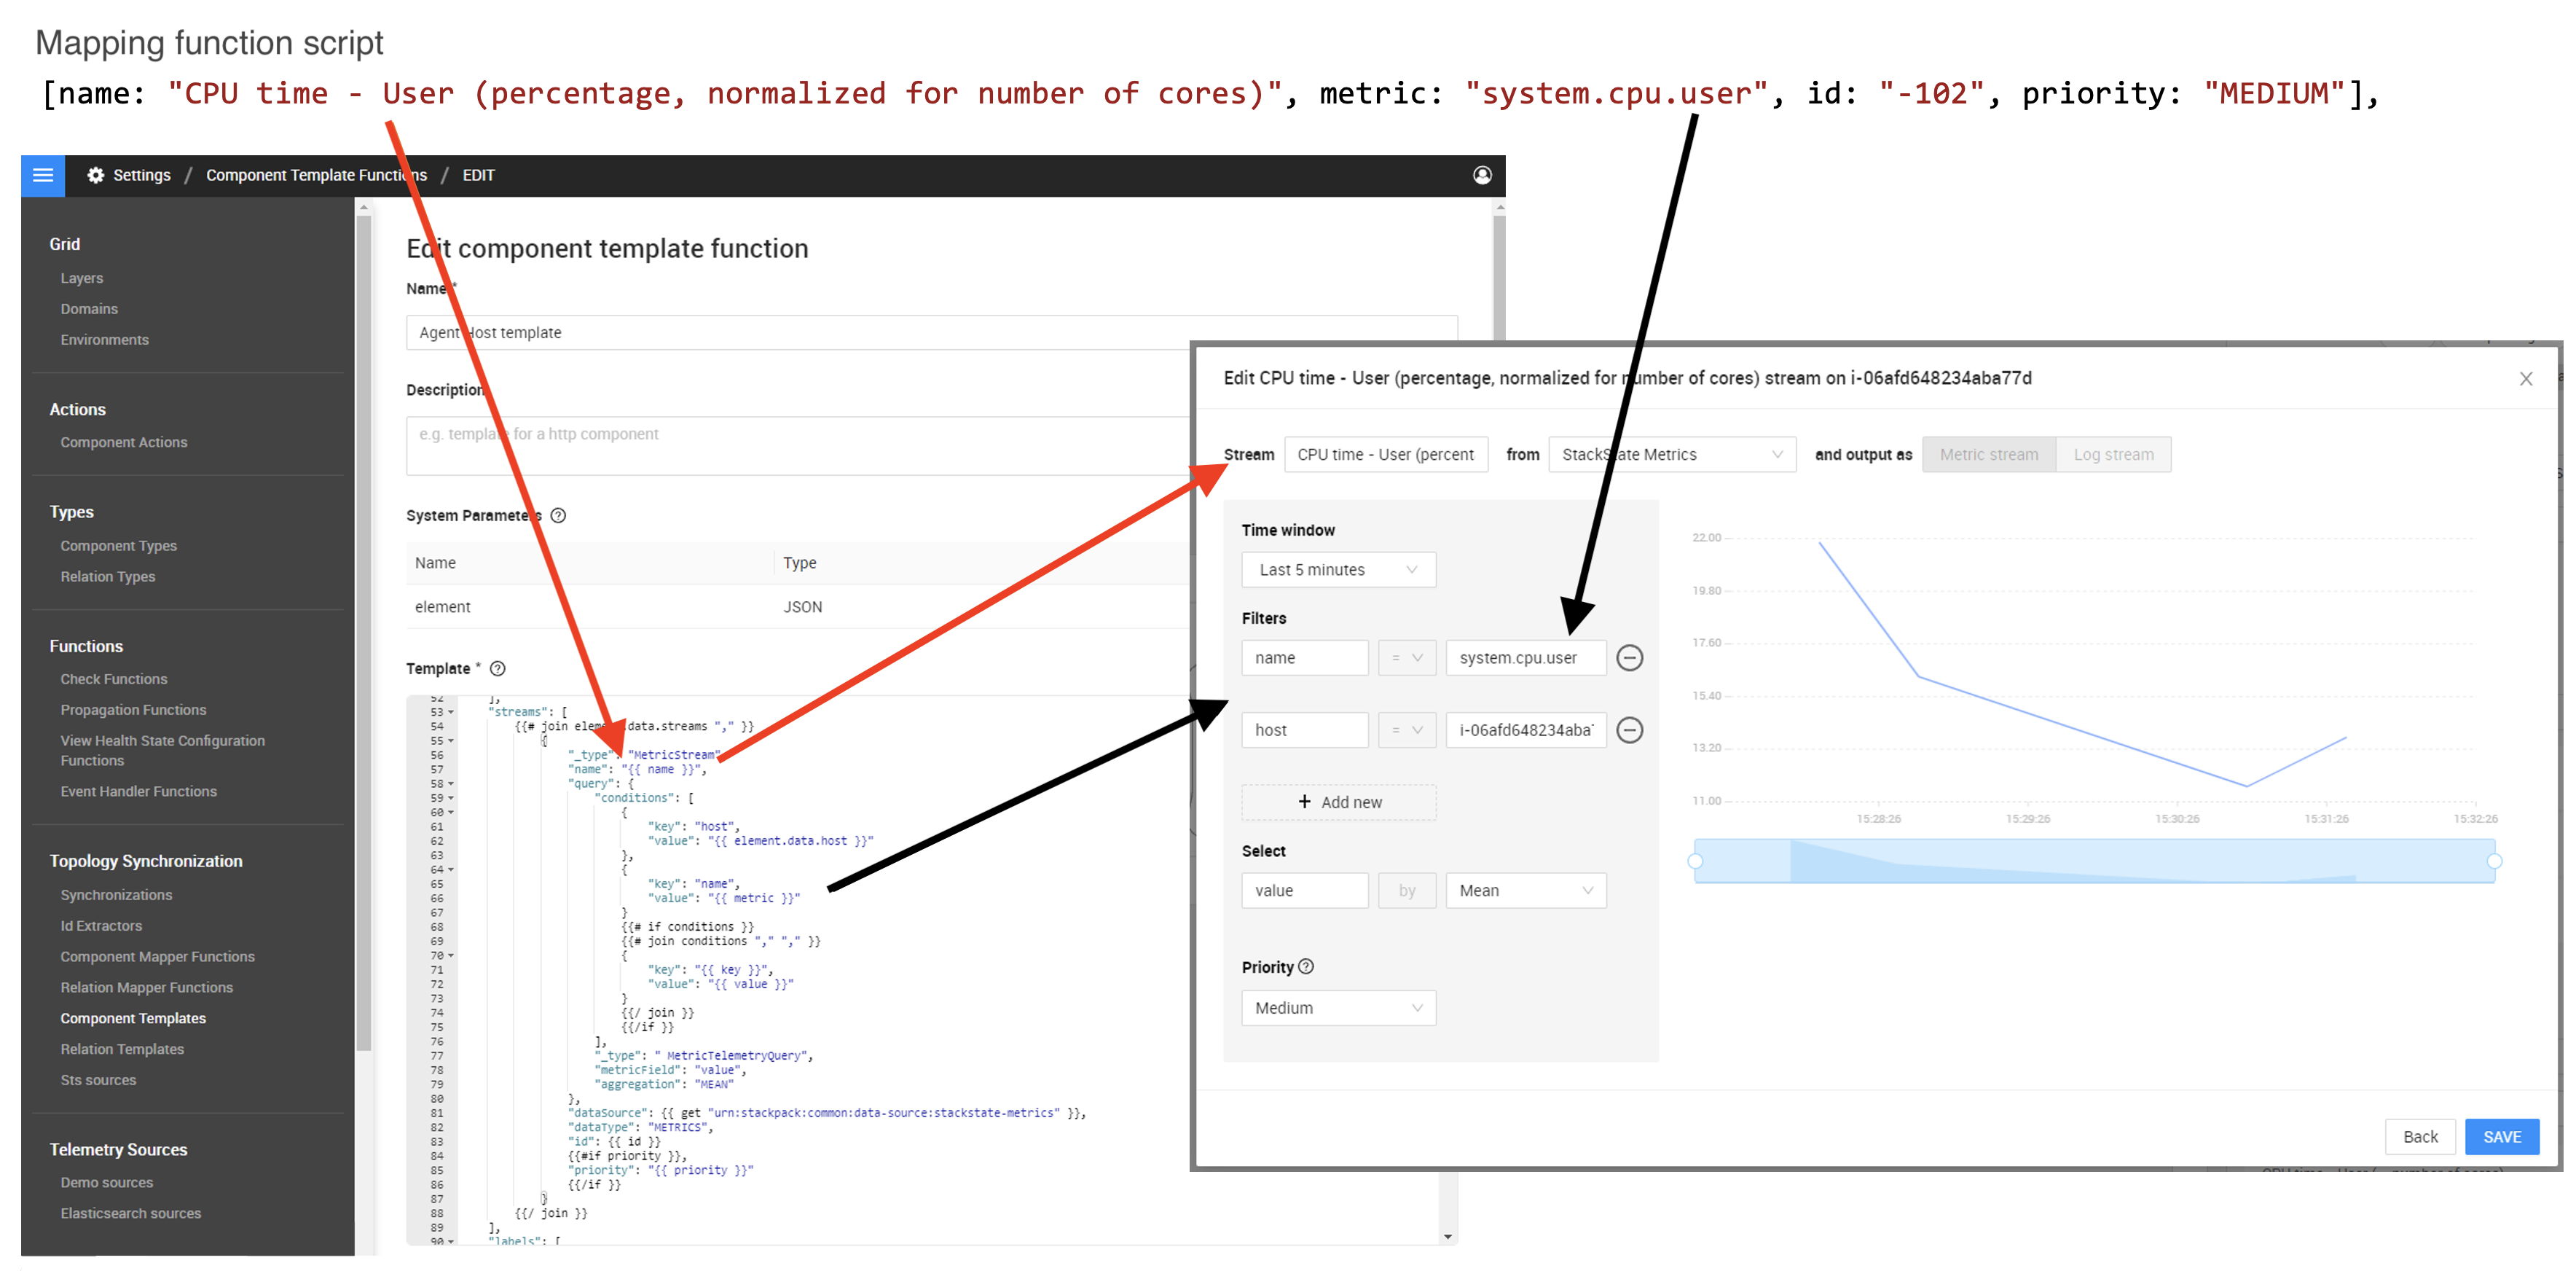 Mapping function script
[name: "CPU time - User (percentage, normalized for number of cores)", metric: "system.cpu.user", id: "-102", priority: "MEDIUM"],
Settings / Component Template Functions / EDIT
Grid
Layers
Domains
Environments
Actions
Component Actions
Types
Component Types
Relation Types
Functions
Check Functions
Propagation Functions
View Health State Configuration
Functions
Event Handler Functions
Topology Synchronization
Synchronizations
Id Extractors
Component Mapper Functions
Relation Mapper Functions
Component Templates
Relation Templates
Sts sources
Telemetry Sources
Demo sources
Elasticsearch sources
Edit component template function
Name *
Agent Host template
Description
e.g. template for a http component
System Parameters
Name Type
element JSON
Template *
52 ],
53 "streams": [
54 {{# join element.data.streams "," }}
55 {
56 "_type": "MetricStream",
57 "name": "{{ name }}",
58 "query": {
59 "conditions": [
60 {
61 "key": "host",
62 "value": "{{ element.data.host }}"
63 },
64 {
65 "key": "name",
66 "value": "{{ metric }}"
67 }
68 {{# if conditions }}
69 {{# join conditions "," "," }}
70 {
71 "key": "{{ key }}",
72 "value": "{{ value }}"
73 }
74 {{/ join }}
75 {{/if }}
76 ],
77 "_type": " MetricTelemetryQuery",
78 "metricField": "value",
79 "aggregation": "MEAN"
80 },
81 "dataSource": {{ get "urn:stackpack:common:data-source:stackstate-metrics" }},
82 "dataType": "METRICS",
83 "id": {{ id }}
84 {{#if priority }},
85 "priority": "{{ priority }}"
86 {{/if }}
87 }
88 {{/ join }}
89 ],
90 "labels": [
Edit CPU time - User (percentage, normalized for number of cores) stream on i-06afd648234aba77d
Stream CPU time - User (percent from StackState Metrics and output as Metric stream Log stream
Time window
Last 5 minutes
Filters
name = system.cpu.user
host = i-06afd648234aba7
+ Add new
Select
value by Mean
Priority
Medium
22.00
19.80
17.60
15.40
13.20
11.00
15:28:26 15:29:26 15:30:26 15:31:26 15:32:26
Back SAVE